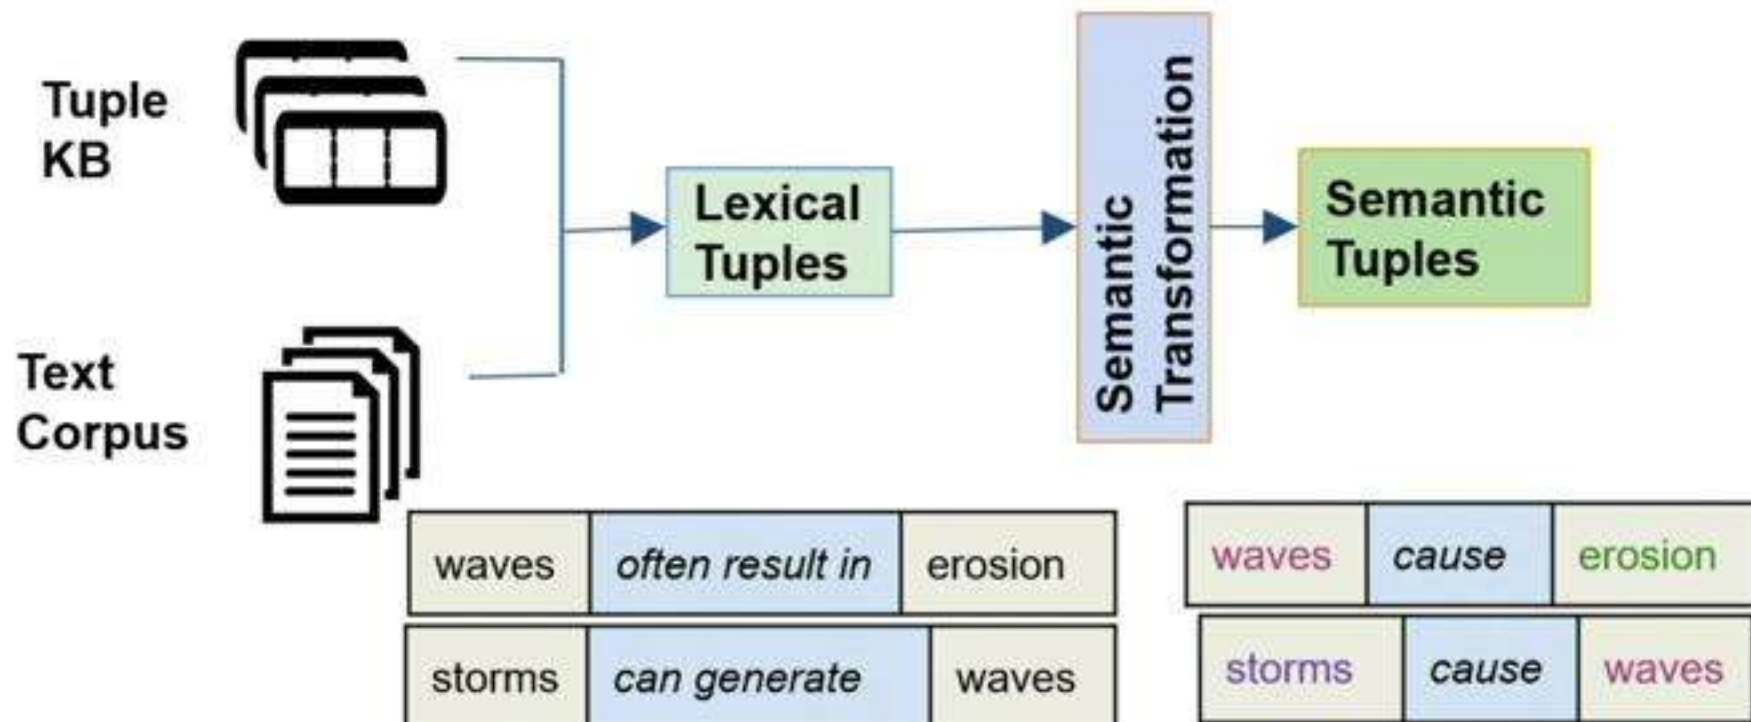 Tuple
KB
Text
Corpus
Lexical
Tuples
Semantic
Transformation
Semantic
Tuples
waves often result in erosion
storms can generate waves
waves cause erosion
storms cause waves